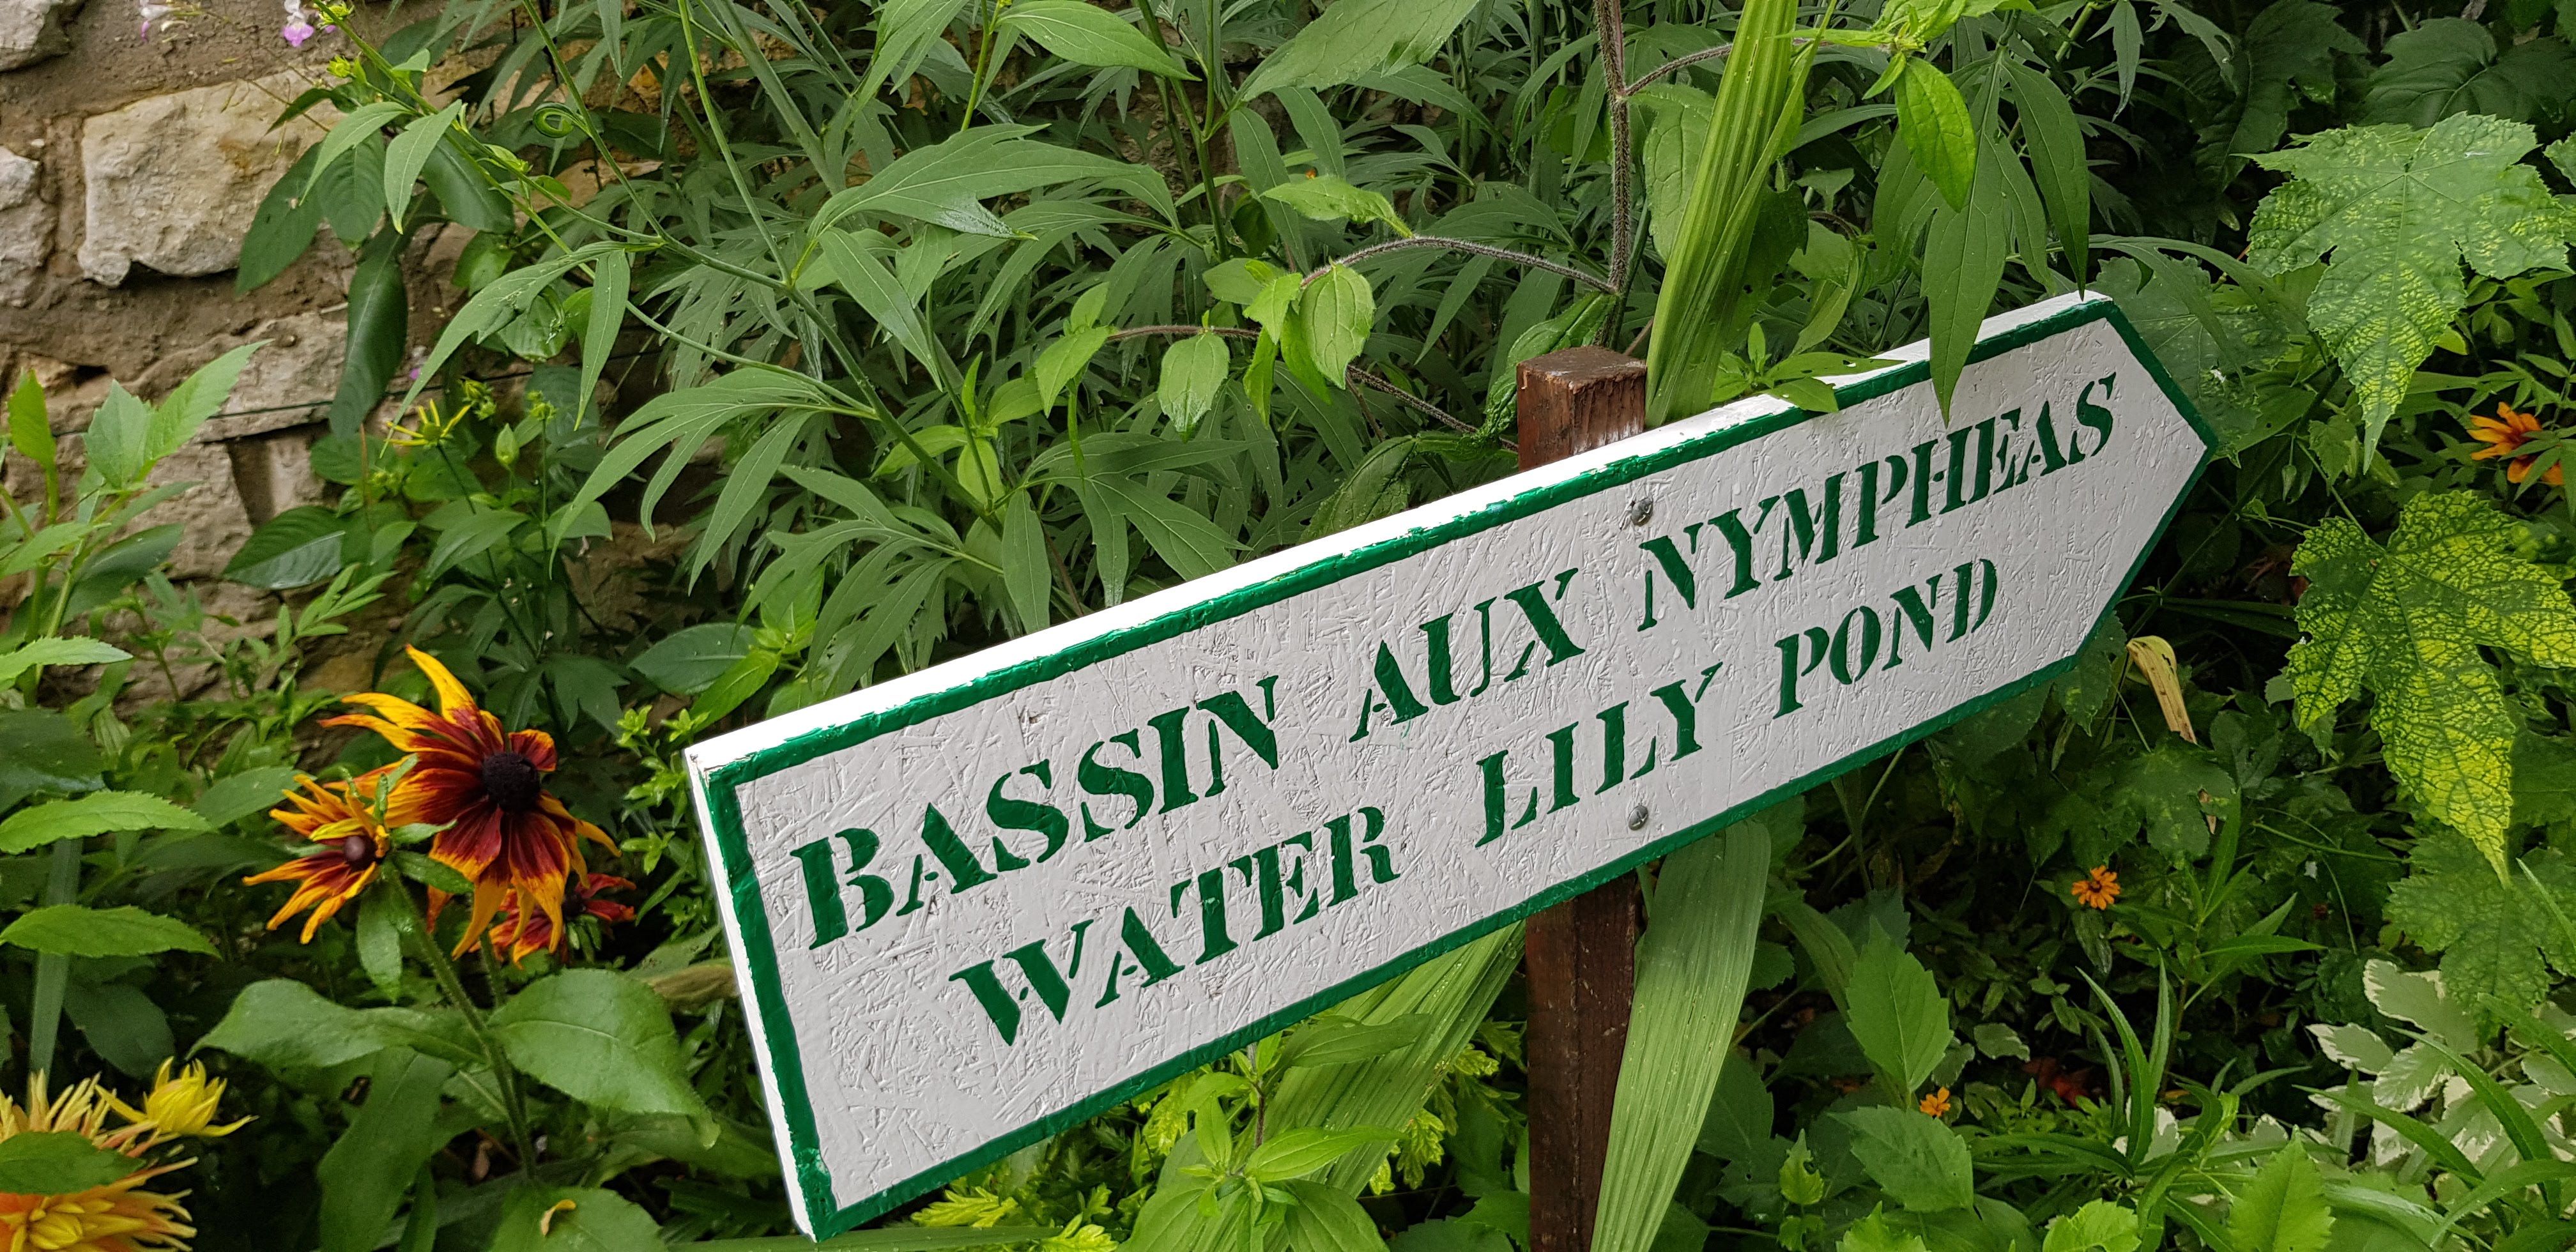 BASSIN AUX NYMPHEAS
WATER LILY POND